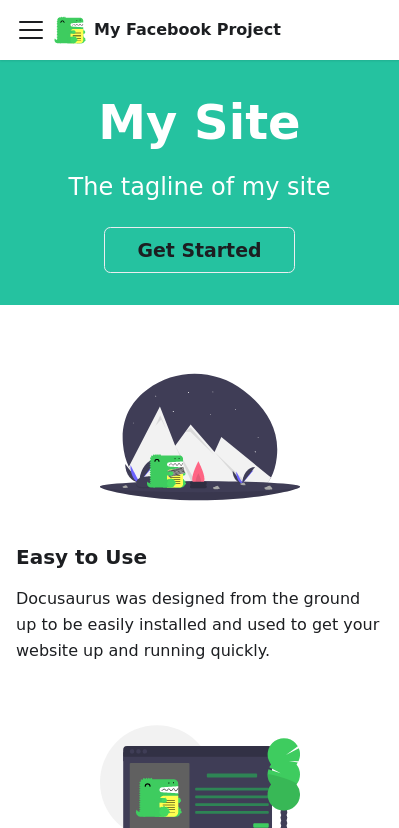 My Facebook Project
My Site
The tagline of my site
Get Started
Easy to Use
Docusaurus was designed from the ground
up to be easily installed and used to get your
website up and running quickly.